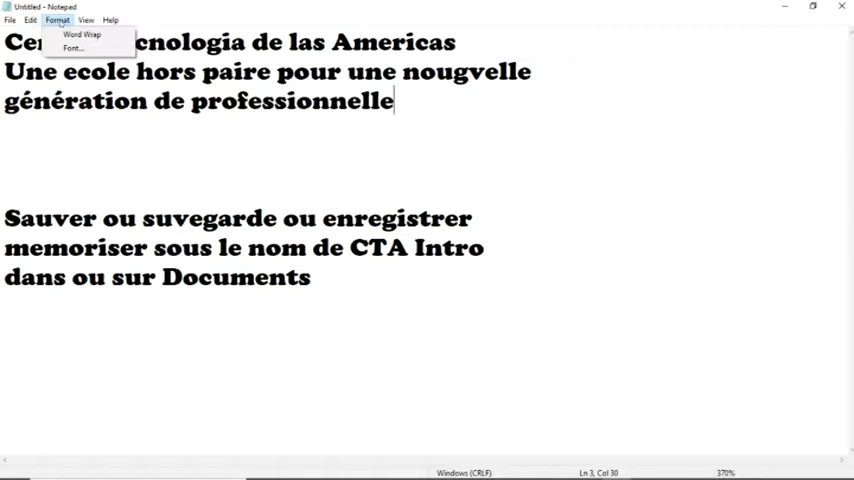 Untitled - Notepad
File Edit Format View Help
Word Wrap
Font...
Cen cnologia de las Americas
Une ecole hors paire pour une nougvelle
génération de professionnelle
Sauver ou suvegarde ou enregistrer
memoriser sous le nom de CTA Intro
dans ou sur Documents
Windows (CRLF) Ln 3, Col 30 370%